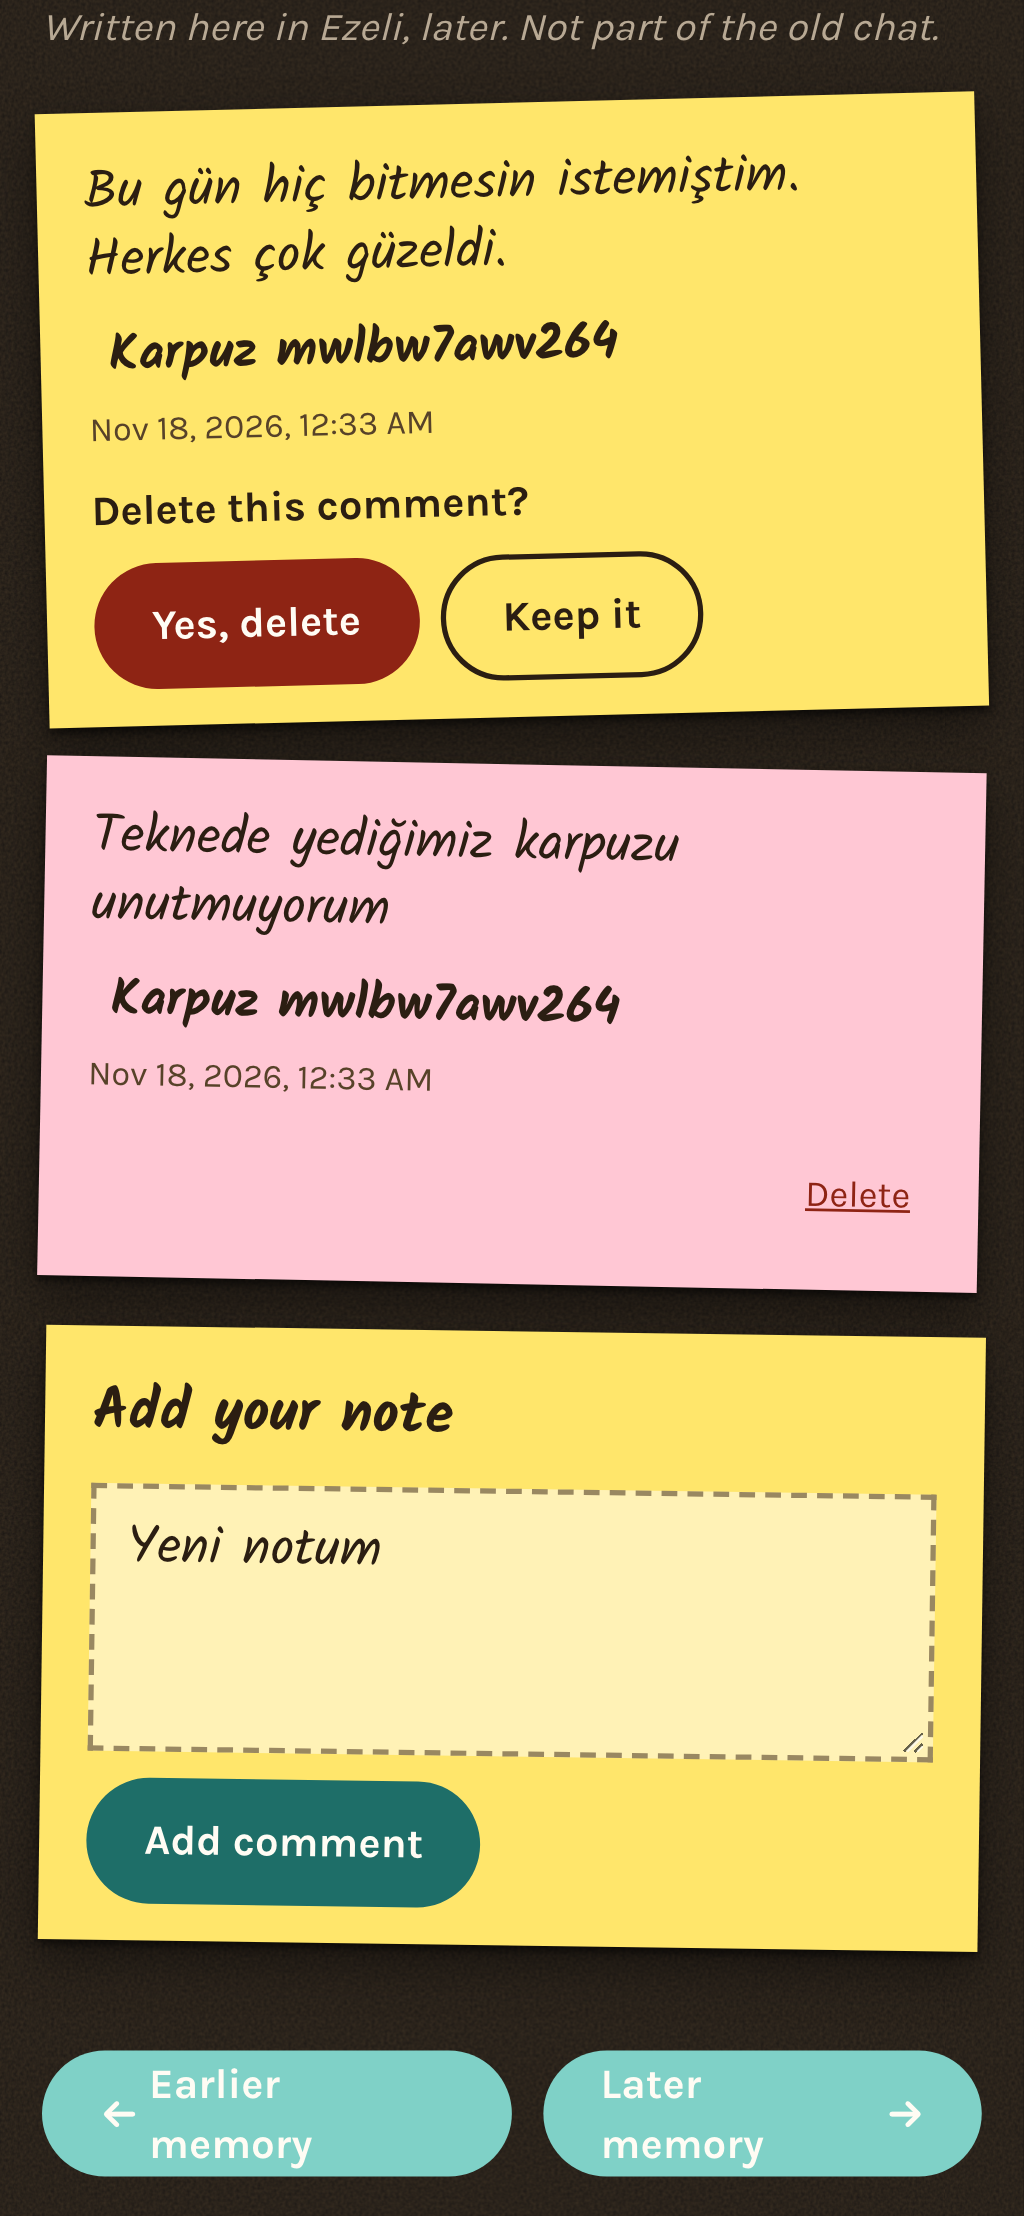 Written here in Ezeli, later. Not part of the old chat.
Bu gün hiç bitmesin istemiştim.
Herkes çok güzeldi.
Karpuz mwlbw7awv264
Nov 18, 2026, 12:33 AM
Delete this comment?
Yes, delete
Keep it
Teknede yediğimiz karpuzu
unutmuyorum
Karpuz mwlbw7awv264
Nov 18, 2026, 12:33 AM
Delete
Add your note
Yeni notum
Add comment
← Earlier
memory
Later
memory →